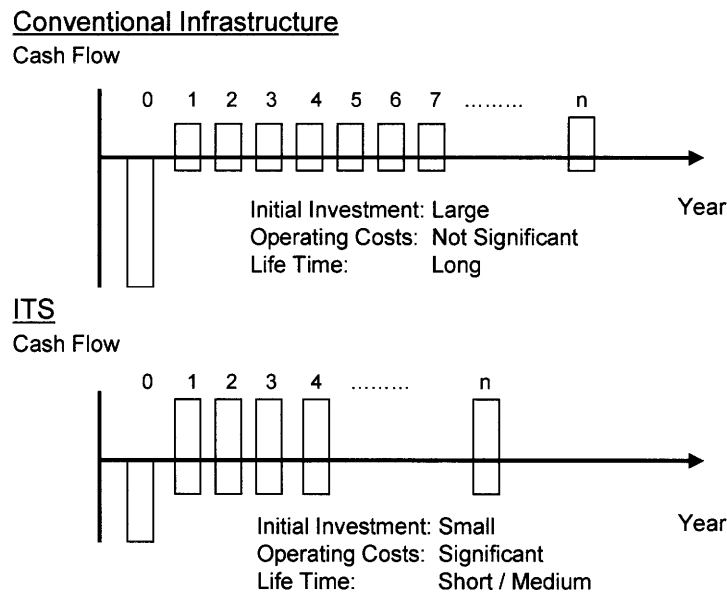 Conventional Infrastructure
Cash Flow
0 1 2 3 4 5 6 7 ......... n
Year
Initial Investment: Large
Operating Costs: Not Significant
Life Time: Long
ITS
Cash Flow
0 1 2 3 4 ......... n
Year
Initial Investment: Small
Operating Costs: Significant
Life Time: Short / Medium